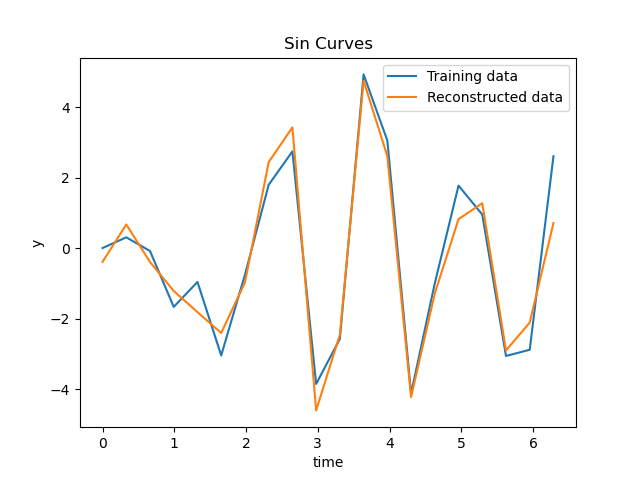 Sin Curves
Training data
Reconstructed data
4
2
0
−2
−4
y
0 1 2 3 4 5 6
time